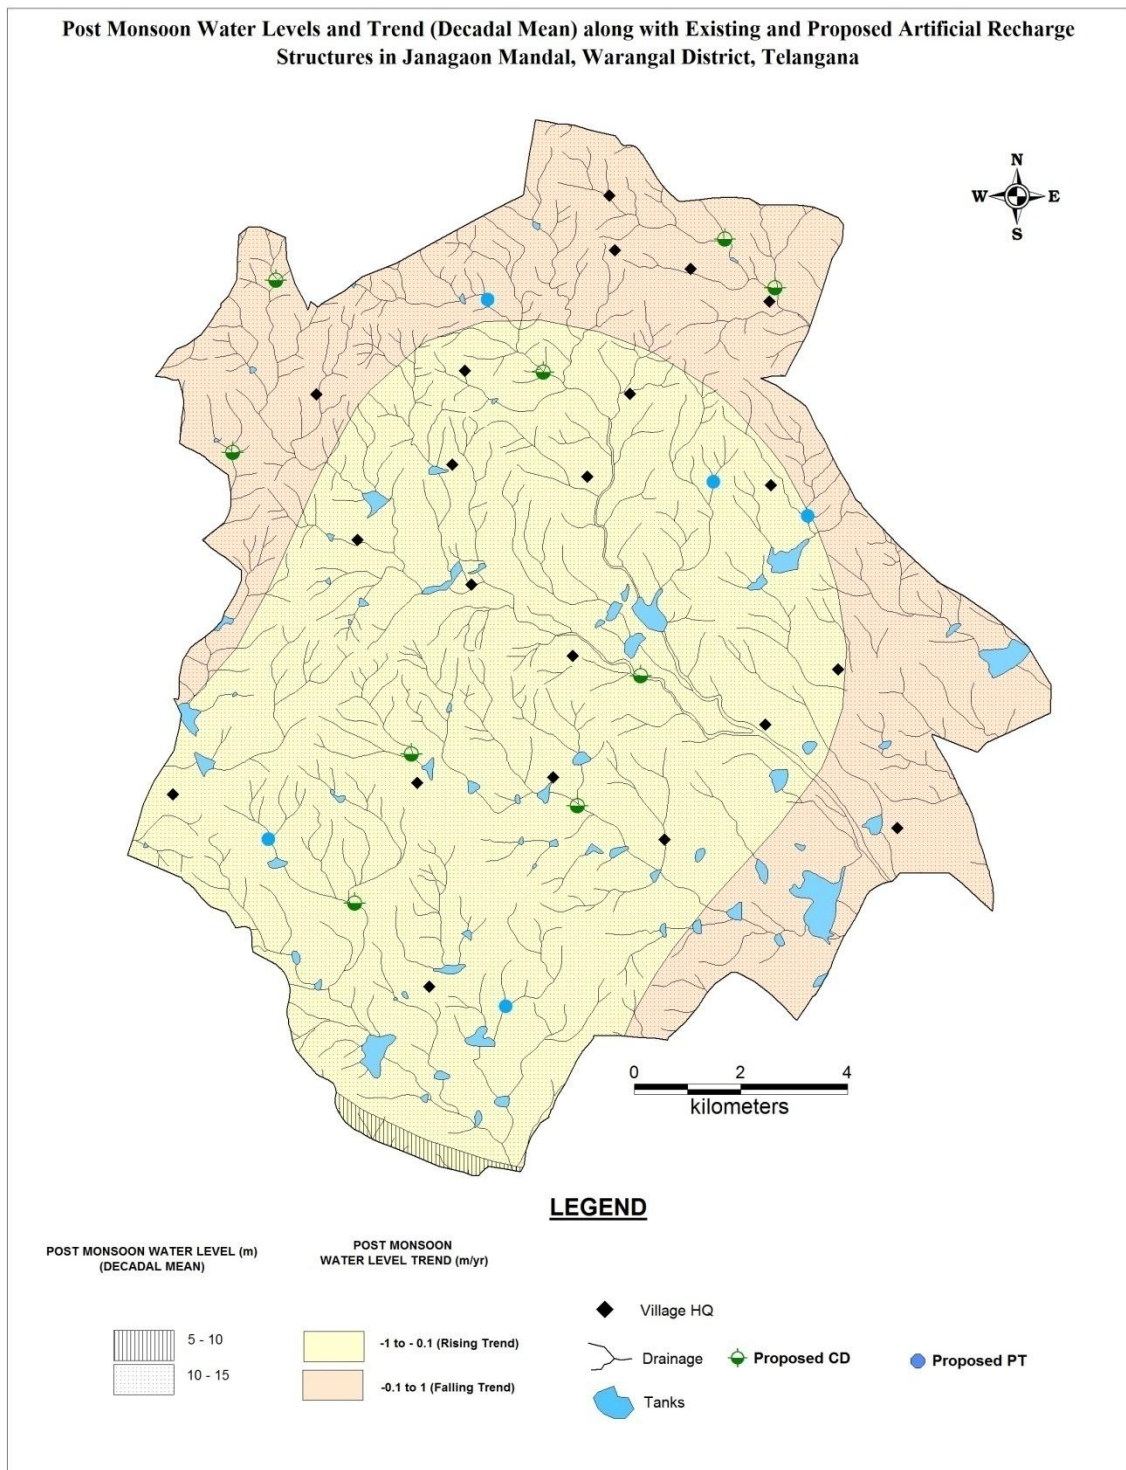 Post Monsoon Water Levels and Trend (Decadal Mean) along with Existing and Proposed Artificial Recharge
Structures in Janagaon Mandal, Warangal District, Telangana
N
W E
S
0 2 4
kilometers
LEGEND
POST MONSOON WATER LEVEL (m)
(DECADAL MEAN)
5 - 10
10 - 15
POST MONSOON
WATER LEVEL TREND (m/yr)
-1 to - 0.1 (Rising Trend)
-0.1 to 1 (Falling Trend)
Village HQ
Drainage
Proposed CD
Proposed PT
Tanks